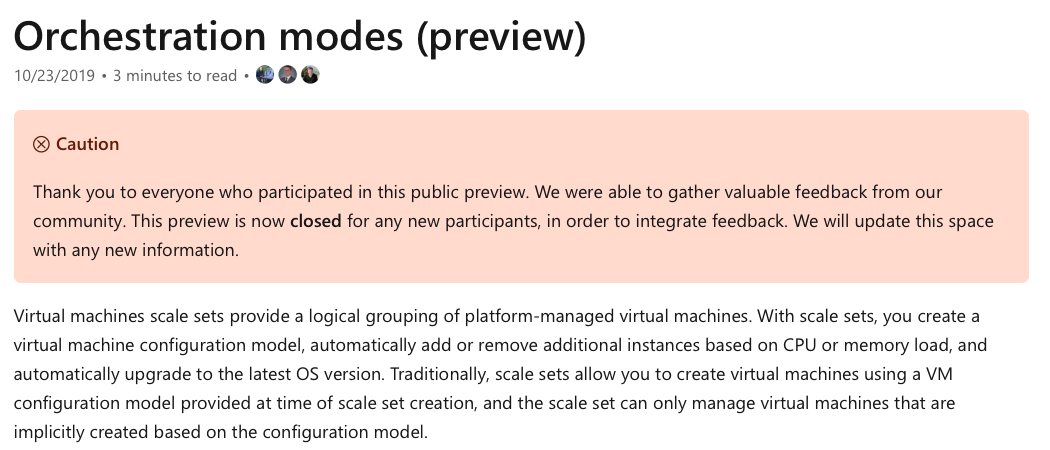 Orchestration modes (preview)
10/23/2019 • 3 minutes to read •
Caution
Thank you to everyone who participated in this public preview. We were able to gather valuable feedback from our
community. This preview is now closed for any new participants, in order to integrate feedback. We will update this space
with any new information.
Virtual machines scale sets provide a logical grouping of platform-managed virtual machines. With scale sets, you create a
virtual machine configuration model, automatically add or remove additional instances based on CPU or memory load, and
automatically upgrade to the latest OS version. Traditionally, scale sets allow you to create virtual machines using a VM
configuration model provided at time of scale set creation, and the scale set can only manage virtual machines that are
implicitly created based on the configuration model.